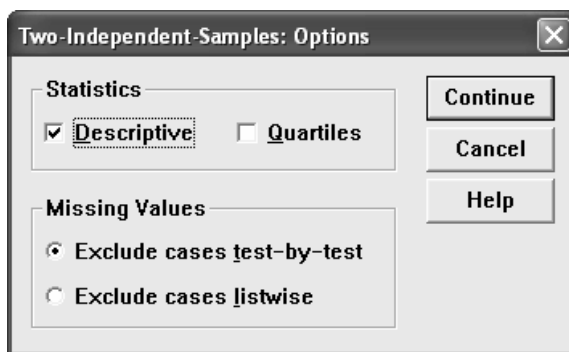 Two-Independent-Samples: Options
Statistics
Descriptive
Quartiles
Continue
Cancel
Help
Missing Values
Exclude cases test-by-test
Exclude cases listwise